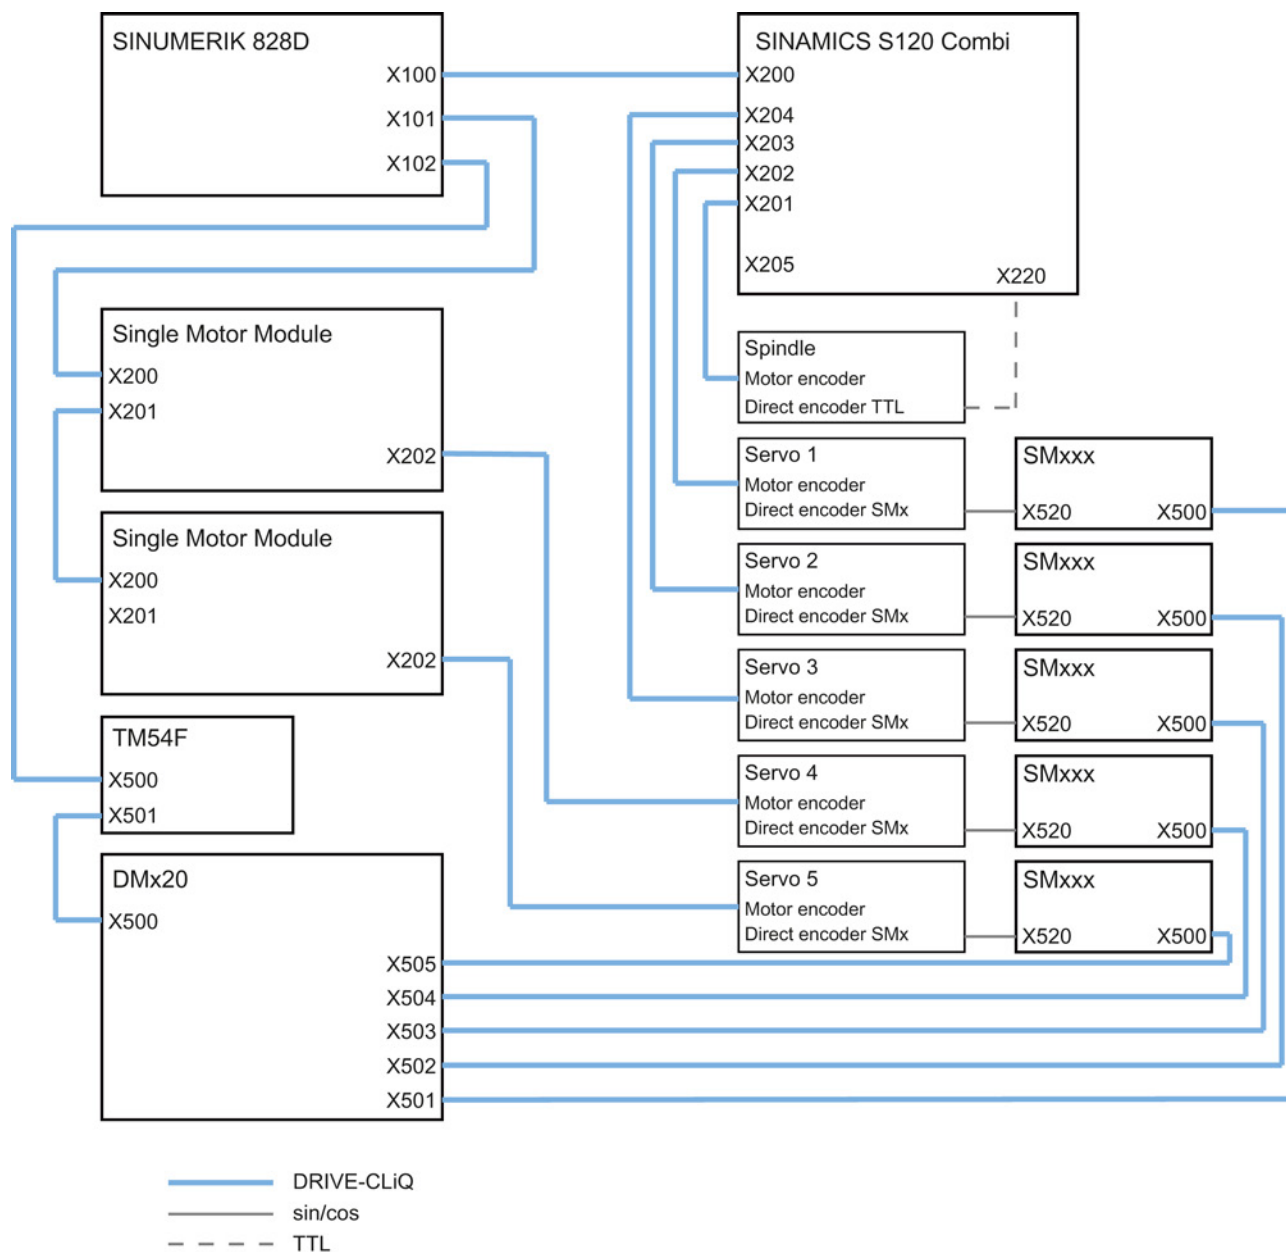 SINUMERIK 828D
X100
X101
X102
SINAMICS S120 Combi
X200
X204
X203
X202
X201
X205
X220
Single Motor Module
X200
X201
X202
Single Motor Module
X200
X201
X202
TM54F
X500
X501
DMx20
X500
X505
X504
X503
X502
X501
Spindle
Motor encoder
Direct encoder TTL
Servo 1
Motor encoder
Direct encoder SMx
SMxxx
X520 X500
Servo 2
Motor encoder
Direct encoder SMx
SMxxx
X520 X500
Servo 3
Motor encoder
Direct encoder SMx
SMxxx
X520 X500
Servo 4
Motor encoder
Direct encoder SMx
SMxxx
X520 X500
Servo 5
Motor encoder
Direct encoder SMx
SMxxx
X520 X500
DRIVE-CLiQ
sin/cos
TTL